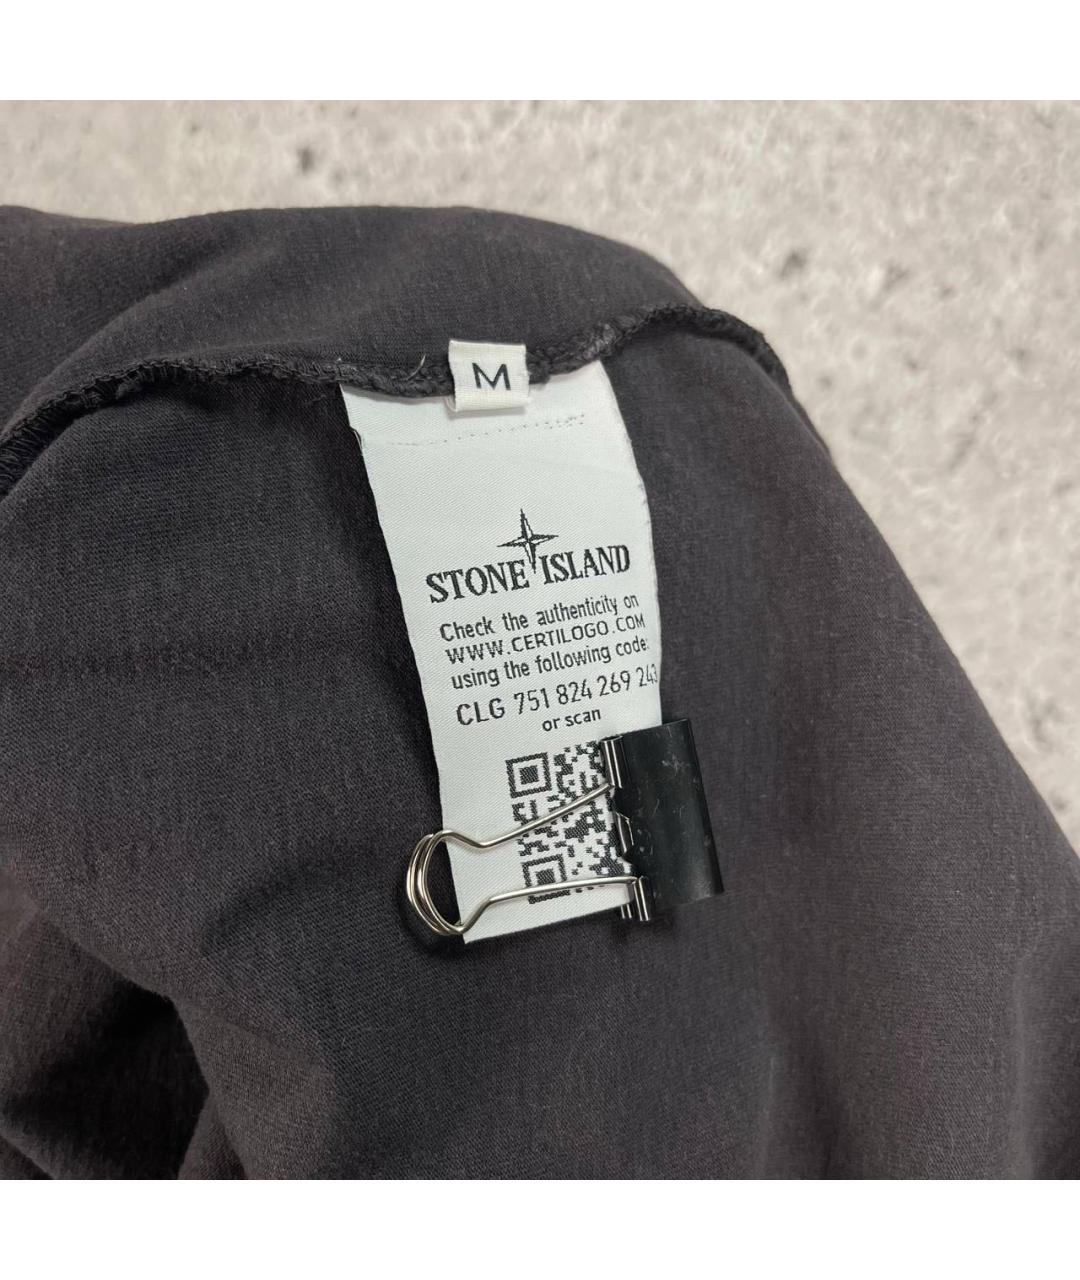 M
STONE ISLAND
Check the authenticity on
WWW.CERTILOGO.COM
using the following code:
CLG 751 824 269 243
or scan